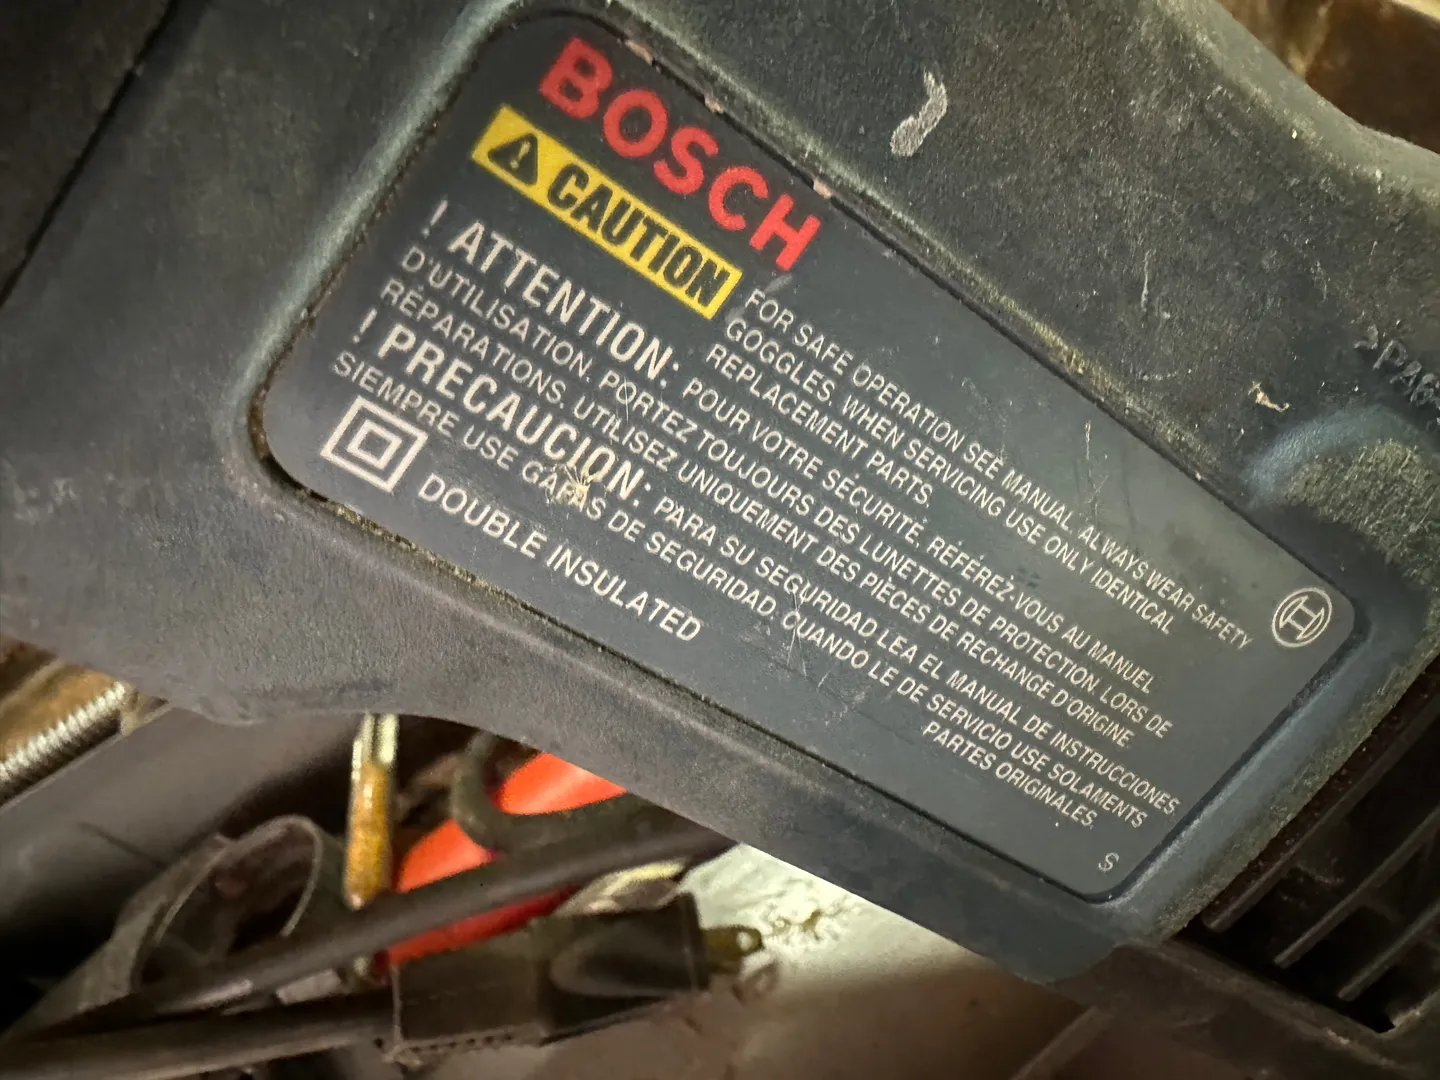 BOSCH
CAUTION
FOR SAFE OPERATION SEE MANUAL. ALWAYS WEAR SAFETY
GOGGLES. WHEN SERVICING USE ONLY IDENTICAL
REPLACEMENT PARTS.
! ATTENTION: POUR VOTRE SÉCURITÉ, RÉFÉREZ-VOUS AU MANUEL
D'UTILISATION. PORTEZ TOUJOURS DES LUNETTES DE PROTECTION. LORS DE
RÉPARATIONS, UTILISEZ UNIQUEMENT DES PIÈCES DE RECHANGE D'ORIGINE
! PRECAUCION: PARA SU SEGURIDAD LEA EL MANUAL DE INSTRUCCIONES.
SIEMPRE USE GAFAS DE SEGURIDAD. CUANDO LE DE SERVICIO USE SOLAMENTS
PARTES ORIGINALES.
DOUBLE INSULATED
S